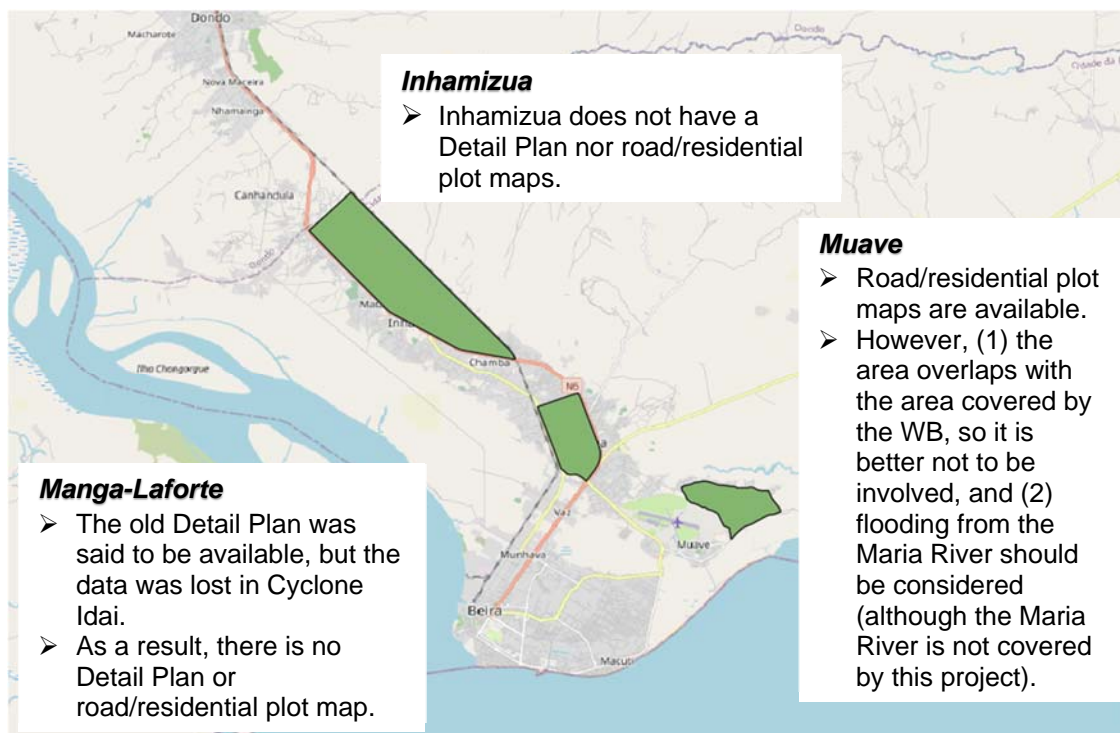 Dondo
Macharote
Nova Maceira
Nhamainga
Canhandula
Dondo
Dondo
Inhamizua
➢ Inhamizua does not have a
Detail Plan nor road/residential
plot maps.
Muave
➢ Road/residential plot
maps are available.
➢ However, (1) the
area overlaps with
the area covered by
the WB, so it is
better not to be
involved, and (2)
flooding from the
Maria River should
be considered
(although the Maria
River is not covered
by this project).
Chamba
N6
Vaz
Munhava
Muave
Beira
Macuti
Manga-Laforte
➢ The old Detail Plan was
said to be available, but the
data was lost in Cyclone
Idai.
➢ As a result, there is no
Detail Plan or
road/residential plot map.